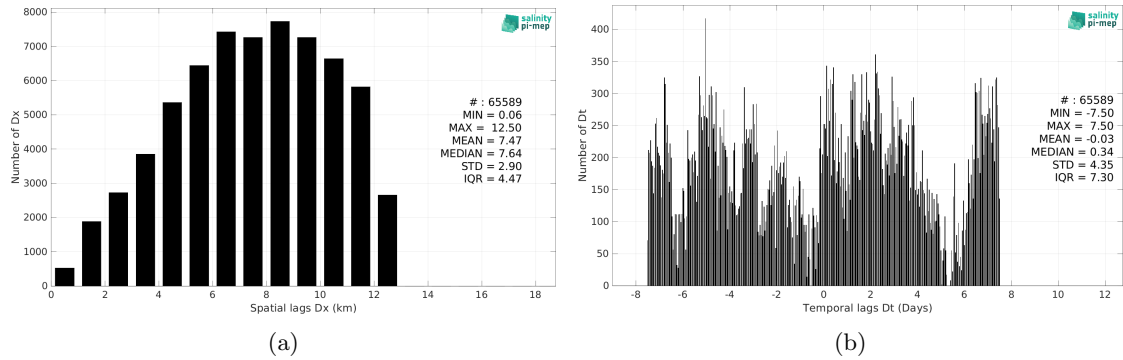 8000
7000
6000
5000
4000
3000
2000
1000
0
Number of Dx
0 2 4 6 8 10 12 14 16 18
Spatial lags Dx (km)
salinity
pi-mep
# : 65589
MIN = 0.06
MAX = 12.50
MEAN = 7.47
MEDIAN = 7.64
STD = 2.90
IQR = 4.47
(a)
400
350
300
250
200
150
100
50
0
Number of Dt
-8 -6 -4 -2 0 2 4 6 8 10 12
Temporal lags Dt (Days)
salinity
pi-mep
# : 65589
MIN = -7.50
MAX = 7.50
MEAN = -0.03
MEDIAN = 0.34
STD = 4.35
IQR = 7.30
(b)